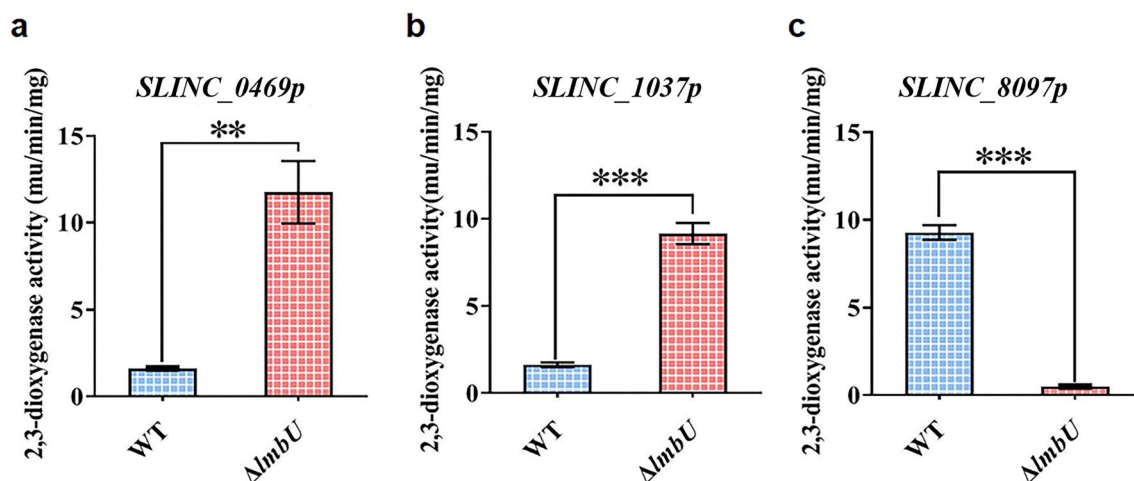 a
SLINC_0469p
2,3-dioxygenase activity (mu/min/mg)
15
10
5
0
**
WT
ΔlmbU
b
SLINC_1037p
2,3-dioxygenase activity(mu/min/mg)
15
10
5
0
***
WT
ΔlmbU
c
SLINC_8097p
2,3-dioxygenase activity(mu/min/mg)
15
10
5
0
***
WT
ΔlmbU